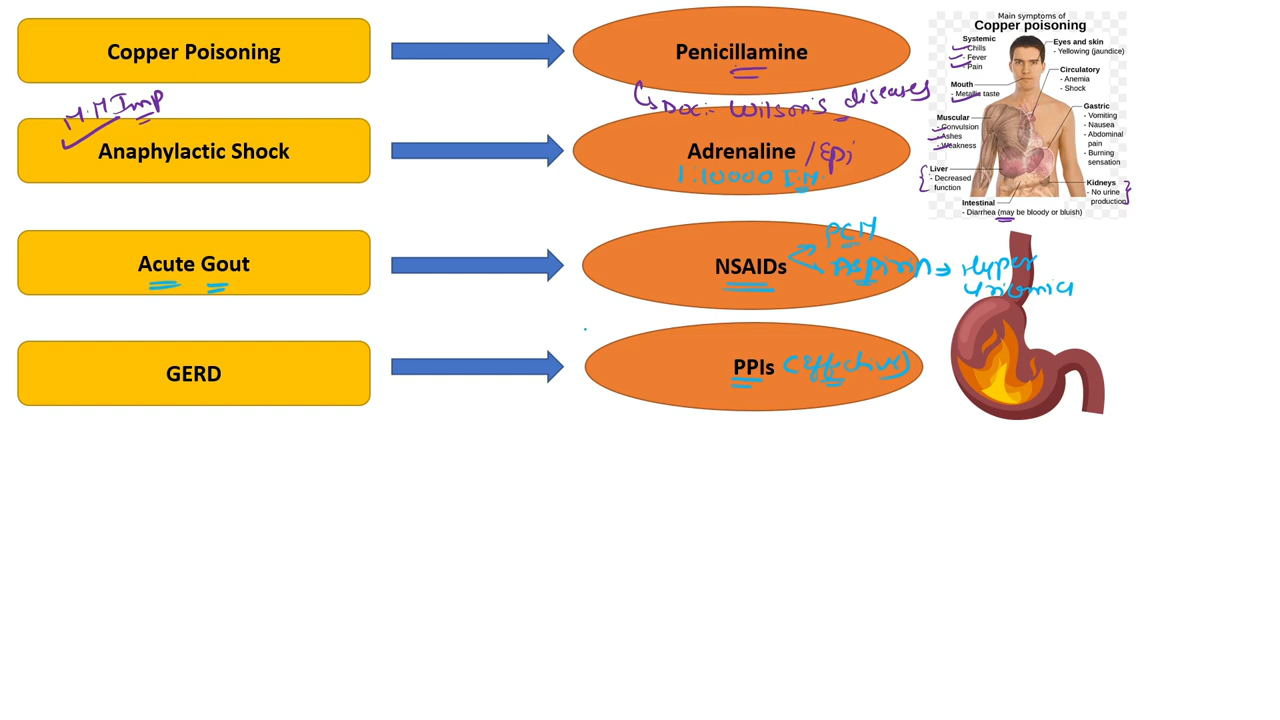 Copper Poisoning
Penicillamine
DOC:- Wilson's diseases
M.M Imp
Anaphylactic Shock
Adrenaline /Epi
1:10000 I.M
Acute Gout
NSAIDs
PCM
Aspirin ⇒ Hyper
GERD
PPIs (effective)
Main symptoms of
Copper poisoning
Systemic
- Chills
- Fever
- Pain
Mouth
- Metallic taste
Muscular
- Convulsion
- Ashes
- Weakness
Liver
- Decreased
function
Intestinal
- Diarrhea (may be bloody or bluish)
Eyes and skin
- Yellowing (jaundice)
Circulatory
- Anemia
- Shock
Gastric
- Vomiting
- Nausea
- Abdominal
pain
- Burning
sensation
Kidneys
- No urine
production